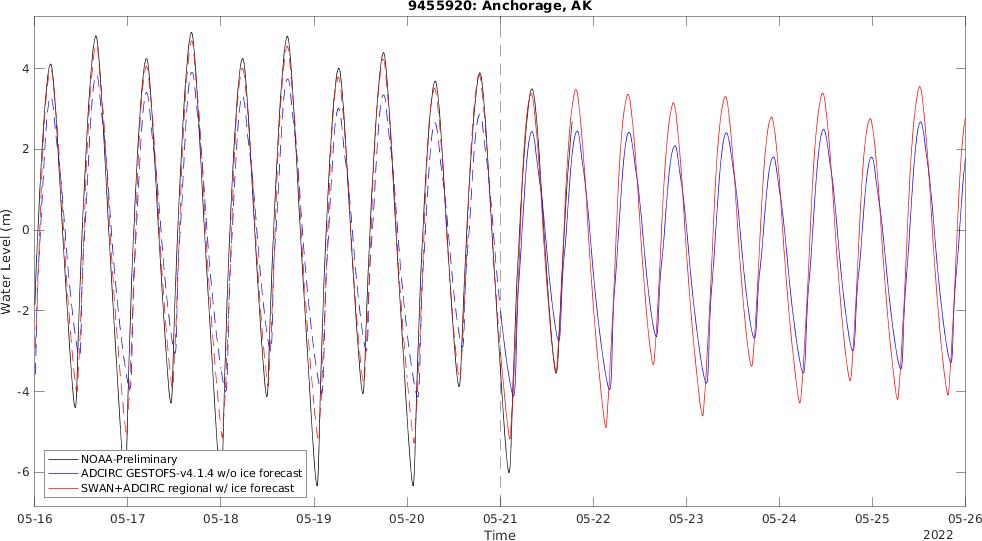 9455920: Anchorage, AK
Water Level (m)
4
2
0
-2
-4
-6
NOAA-Preliminary
ADCIRC GESTOFS-v4.1.4 w/o ice forecast
SWAN+ADCIRC regional w/ ice forecast
05-16 05-17 05-18 05-19 05-20 05-21 05-22 05-23 05-24 05-25 05-26
Time
2022